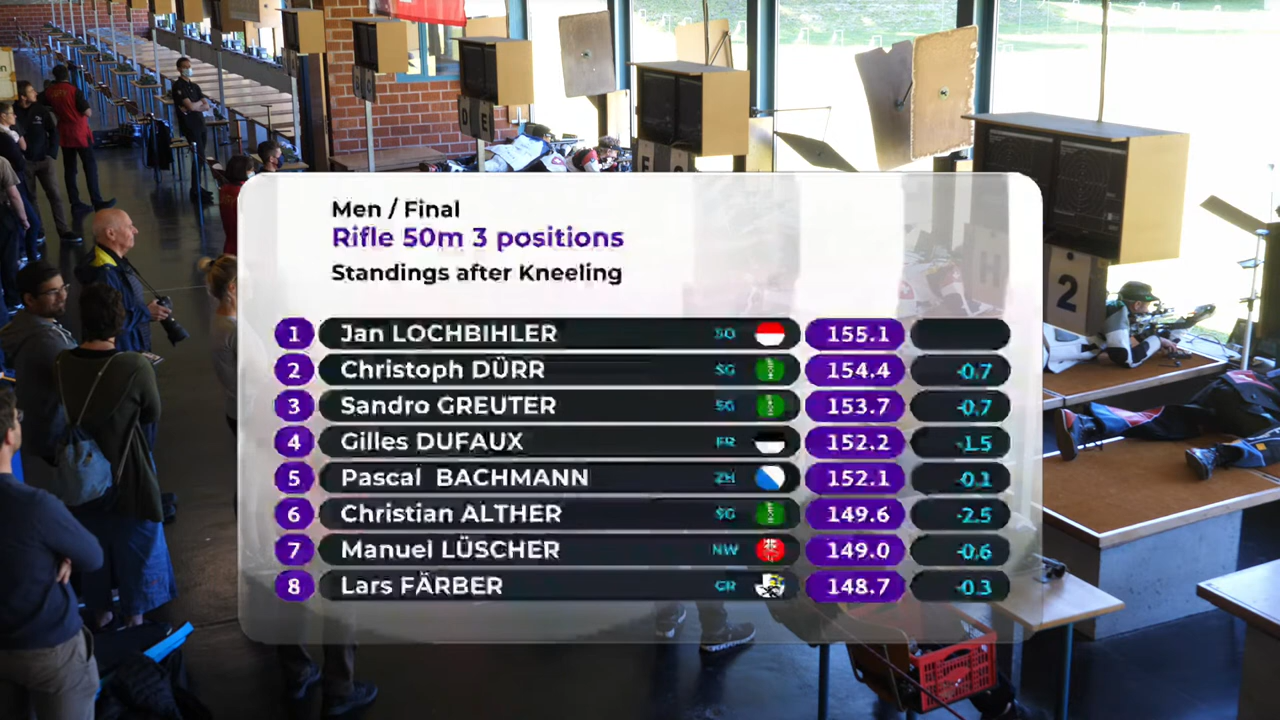 Men / Final
Rifle 50m 3 positions
Standings after Kneeling
1 Jan LOCHBIHLER SO 155.1
2 Christoph DÜRR SG 154.4 -0.7
3 Sandro GREUTER SG 153.7 -0.7
4 Gilles DUFAUX FR 152.2 -1.5
5 Pascal BACHMANN ZH 152.1 -0.1
6 Christian ALTHER SG 149.6 -2.5
7 Manuel LÜSCHER NW 149.0 -0.6
8 Lars FÄRBER GR 148.7 -0.3
D E
H
2